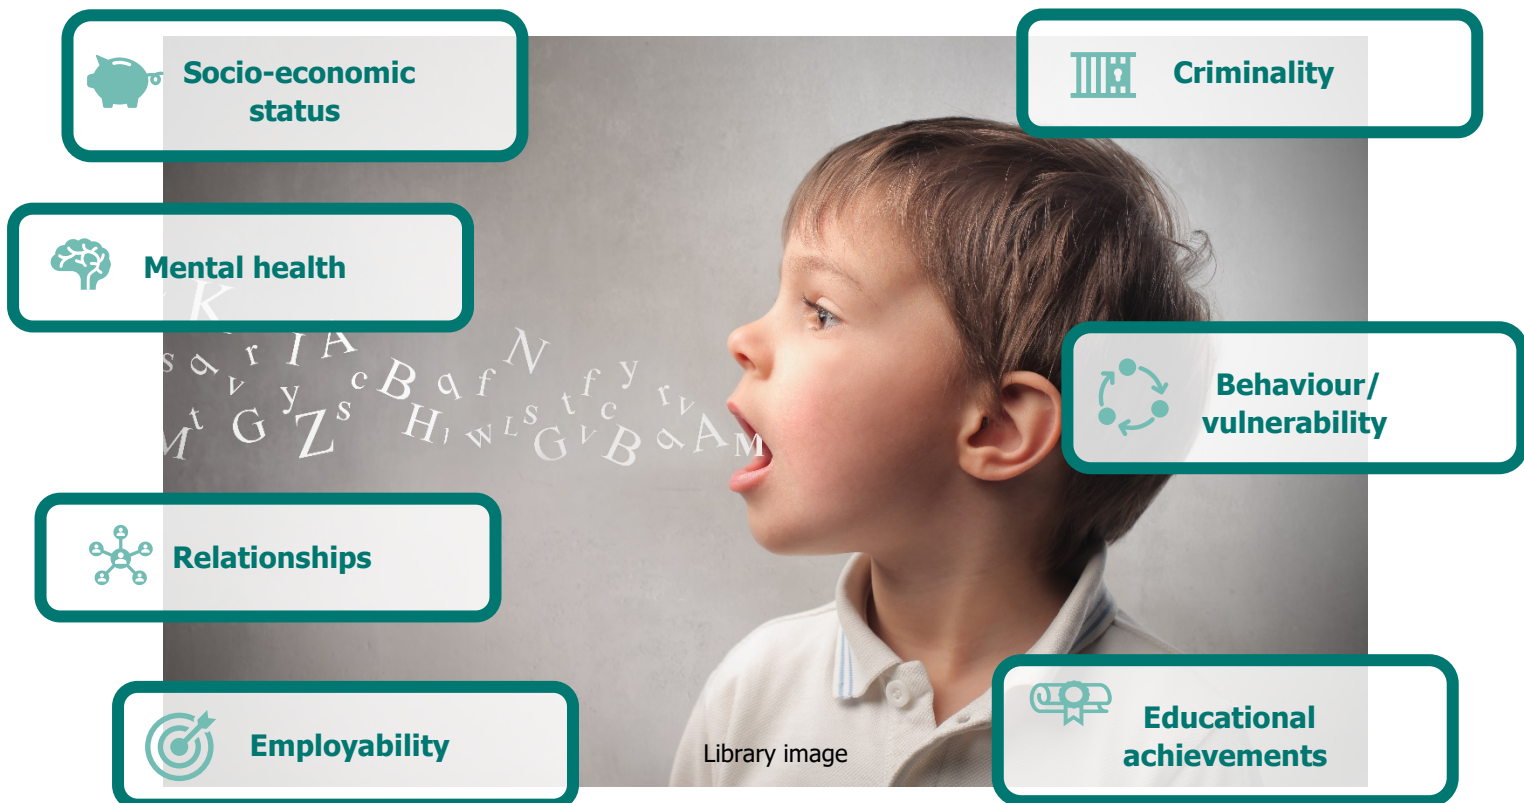 Socio-economic
status
Criminality
Mental health
K
s q r I A B q f N f y r
v y c s t c v
M t G Z H J W L S G v B q A M
Behaviour/
vulnerability
Relationships
Employability
Library image
Educational
achievements